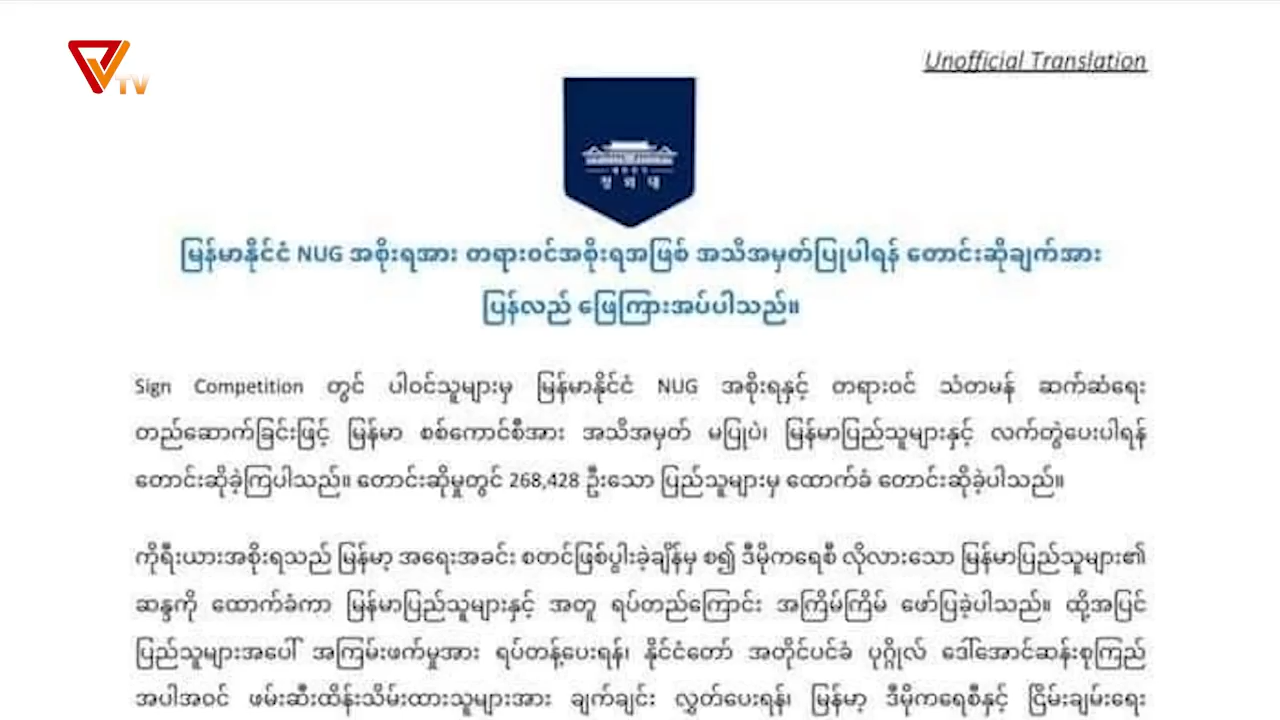 TV
Unofficial Translation
청와대
မြန်မာနိုင်ငံ NUG အစိုးရအား တရားဝင်အစိုးရအဖြစ် အသိအမှတ်ပြုပါရန် တောင်းဆိုချက်အား
ပြန်လည် ဖြေကြားအပ်ပါသည်။
Sign Competition တွင် ပါဝင်သူများမှ မြန်မာနိုင်ငံ NUG အစိုးရနှင့် တရားဝင် သံတမန် ဆက်ဆံရေး
တည်ဆောက်ခြင်းဖြင့် မြန်မာ စစ်ကောင်စီအား အသိအမှတ် မပြုပဲ၊ မြန်မာပြည်သူများနှင့် လက်တွဲပေးပါရန်
တောင်းဆိုခဲ့ကြပါသည်။ တောင်းဆိုမှုတွင် 268,428 ဦးသော ပြည်သူများမှ ထောက်ခံ တောင်းဆိုခဲ့ပါသည်။
ကိုရီးယားအစိုးရသည် မြန်မာ့ အရေးအခင်း စတင်ဖြစ်ပွါးခဲ့ချိန်မှ စ၍ ဒီမိုကရေစီ လိုလားသော မြန်မာပြည်သူများ၏
ဆန္ဒကို ထောက်ခံကာ မြန်မာပြည်သူများနှင့် အတူ ရပ်တည်ကြောင်း အကြိမ်ကြိမ် ဖော်ပြခဲ့ပါသည်။ ထို့အပြင်
ပြည်သူများအပေါ် အကြမ်းဖက်မှုအား ရပ်တန့်ပေးရန်၊ နိုင်ငံတော် အတိုင်ပင်ခံ ပုဂ္ဂိုလ် ဒေါ်အောင်ဆန်းစုကြည်
အပါအဝင် ဖမ်းဆီးထိန်းသိမ်းထားသူများအား ချက်ချင်း လွှတ်ပေးရန်၊ မြန်မာ့ ဒီမိုကရေစီနှင့် ငြိမ်းချမ်းရေး